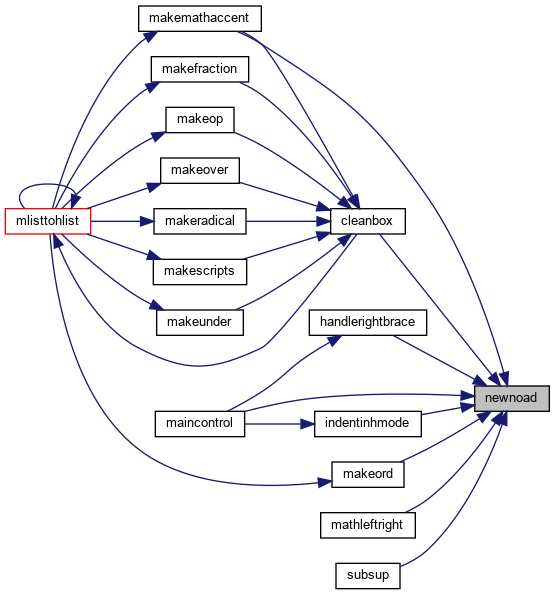 makemathaccent
makefraction
makeop
makeover
mlisttohlist
makeradical
cleanbox
makescripts
makeunder
handlerightbrace
newnoad
maincontrol
indentinhmode
makeord
mathleftright
subsup